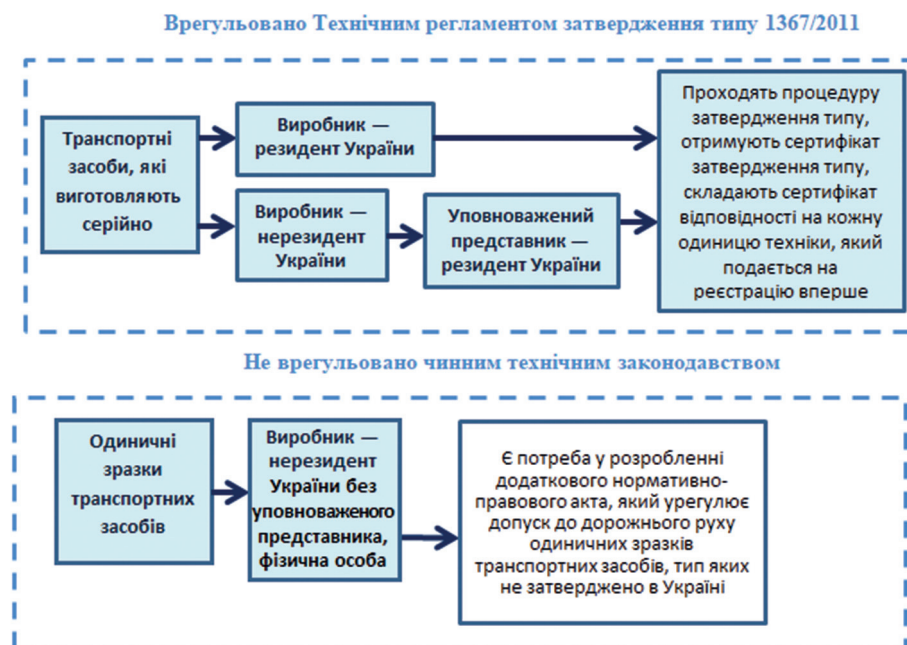 Врегульовано Технічним регламентом затвердження типу 1367/2011
Транспортні
засоби, які
виготовляють
серійно
Виробник —
резидент України
Виробник —
нерезидент
України
Уповноважений
представник —
резидент України
Проходять процедуру
затвердження типу,
отримують сертифікат
затвердження типу,
складають сертифікат
відповідності на кожну
одиницю техніки, який
подається на
реєстрацію вперше
Не врегульовано чинним технічним законодавством
Одиничні
зразки
транспортних
засобів
Виробник —
нерезидент
України без
уповноваженого
представника,
фізична особа
Є потреба у розробленні
додаткового нормативно-
правового акта, який урегулює
допуск до дорожнього руху
одиничних зразків
транспортних засобів, тип яких
не затверджено в Україні